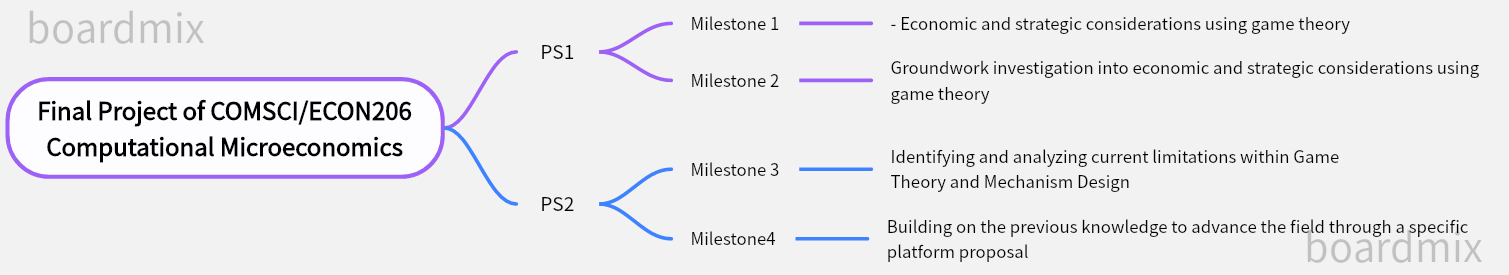 boardmix
Final Project of COMSCI/ECON206
Computational Microeconomics
PS1
Milestone 1
- Economic and strategic considerations using game theory
Milestone 2
Groundwork investigation into economic and strategic considerations using
game theory
PS2
Milestone 3
Identifying and analyzing current limitations within Game
Theory and Mechanism Design
Milestone4
Building on the previous knowledge to advance the field through a specific
platform proposal
boardmix